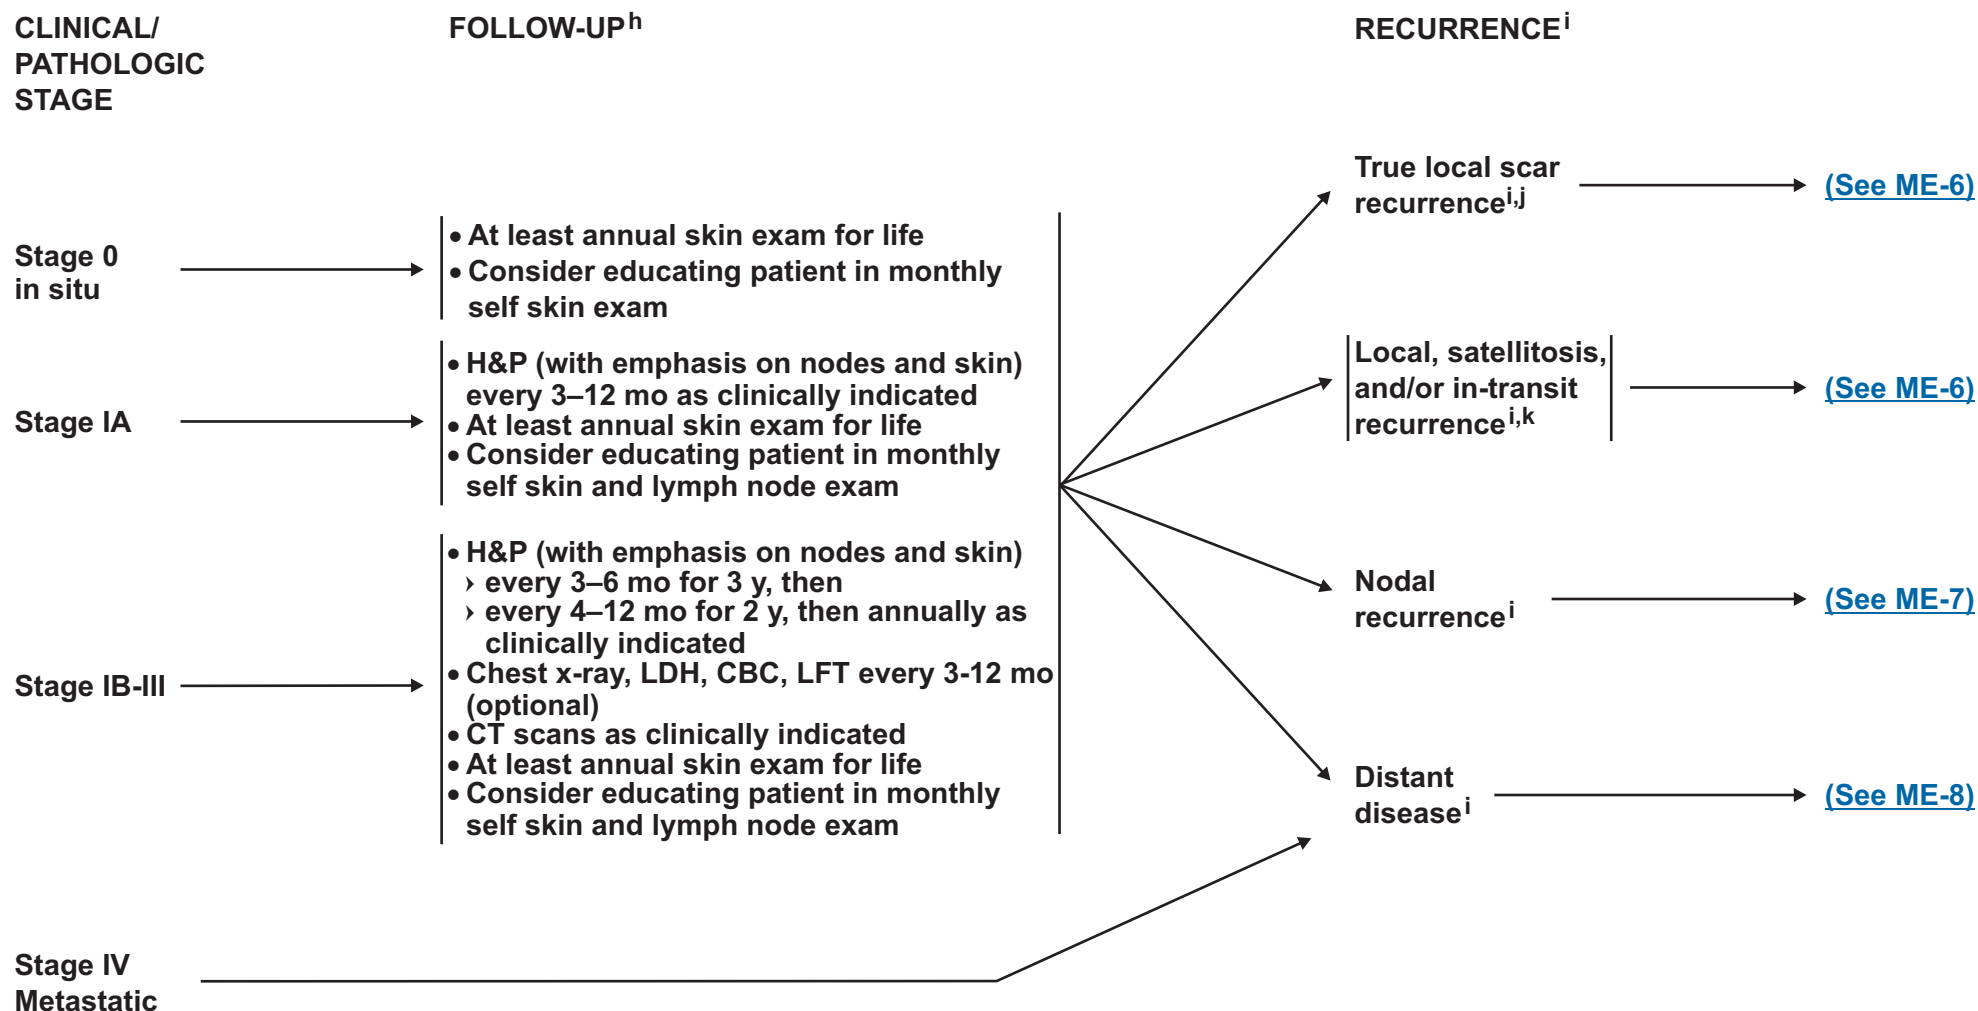 CLINICAL/
PATHOLOGIC
STAGE
FOLLOW-UP h
RECURRENCE i
Stage 0
in situ
• At least annual skin exam for life
• Consider educating patient in monthly
self skin exam
Stage IA
• H&P (with emphasis on nodes and skin)
every 3–12 mo as clinically indicated
• At least annual skin exam for life
• Consider educating patient in monthly
self skin and lymph node exam
Stage IB-III
• H&P (with emphasis on nodes and skin)
› every 3–6 mo for 3 y, then
› every 4–12 mo for 2 y, then annually as
clinically indicated
• Chest x-ray, LDH, CBC, LFT every 3-12 mo
(optional)
• CT scans as clinically indicated
• At least annual skin exam for life
• Consider educating patient in monthly
self skin and lymph node exam
Stage IV
Metastatic
True local scar
recurrence i,j
(See ME-6)
Local, satellitosis,
and/or in-transit
recurrence i,k
(See ME-6)
Nodal
recurrence i
(See ME-7)
Distant
disease i
(See ME-8)